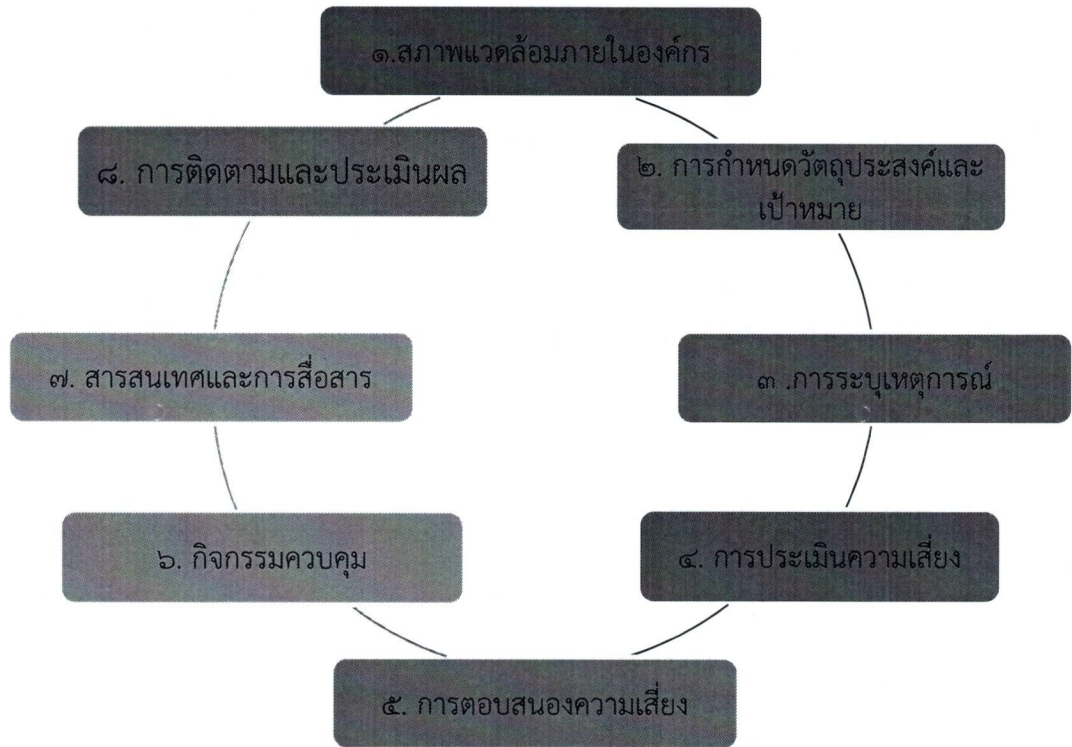 ๑.สภาพแวดล้อมภายในองค์กร
๒. การกำหนดวัตถุประสงค์และ
เป้าหมาย
๓ .การระบุเหตุการณ์
๔. การประเมินความเสี่ยง
๕. การตอบสนองความเสี่ยง
๖. กิจกรรมควบคุม
๗. สารสนเทศและการสื่อสาร
๘. การติดตามและประเมินผล